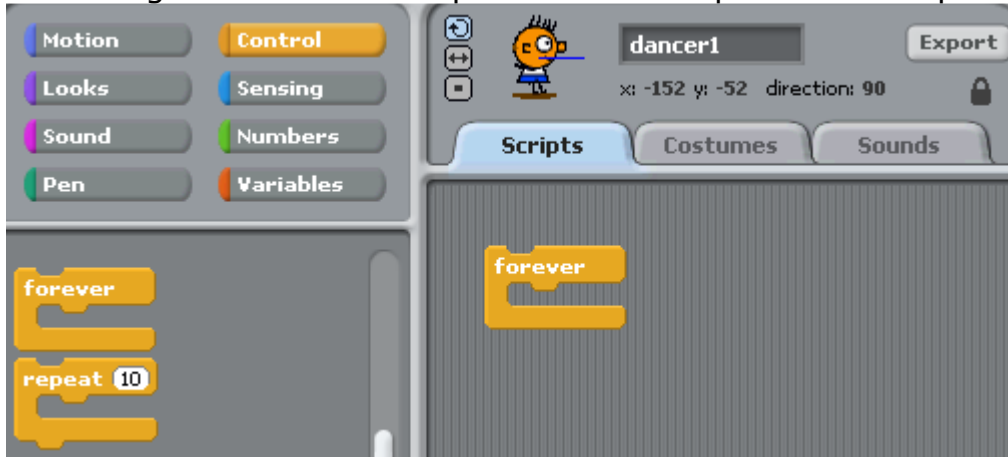 Motion Control
Looks Sensing
Sound Numbers
Pen Variables
dancer1
Export
x: -152 y: -52 direction: 90
Scripts Costumes Sounds
forever
repeat 10
forever